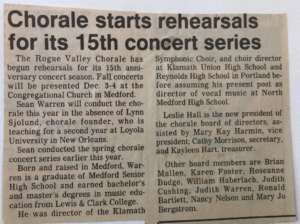 Chorale starts rehearsals
for its 15th concert series
The Rogue Valley Chorale has
begun rehearsals for its 15th an-
niversary concert season. Fall concerts
will be presented Dec. 3-4 at the
Congregational Church in Medford.
Sean Warren will conduct the cho-
rale this year in the absence of Lynn
Sjolund, chorale founder, who is
teaching for a second year at Loyola
University in New Orleans.
Sean conducted the spring chorale
concert series earlier this year.
Born and raised in Medford, War-
ren is a graduate of Medford Senior
High School and earned bachelor's
and master's degrees in music edu-
cation from Lewis & Clark College.
He was director of the Klamath
Symphonic Choir, and choir director
at Klamath Union High School and
Reynolds High School in Portland be-
fore assuming his present post as
director of vocal music at North
Medford High School.
Leslie Hall is the new president of
the chorale board of directors, as-
sisted by Mary Kay Harmin, vice
president; Cathy Morrison, secretary,
and Kayleen Hart, treasurer.
Other board members are Brian
Mullen, Karen Foster, Roseanne
Budge, William Haberlach, Judith
Cushing, Judith Warren, Ronald
Bartlett, Nancy Nelson and Mary Jo
Bergstrom.